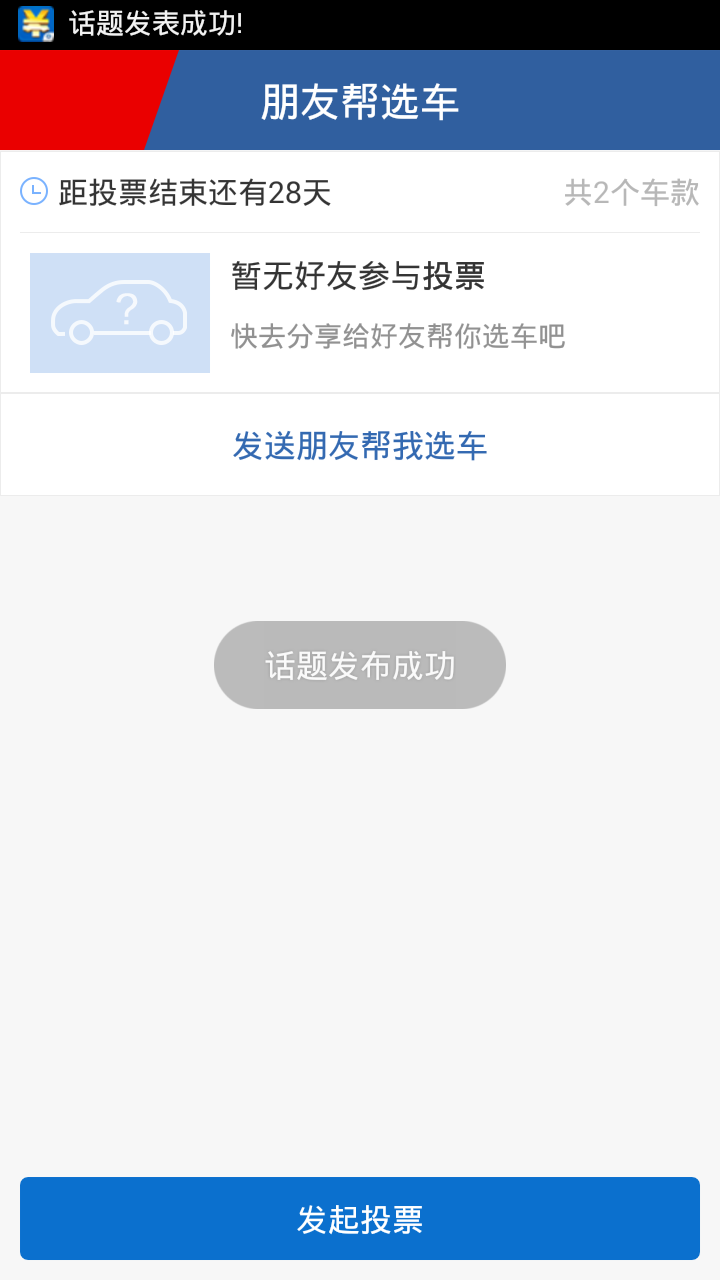 话题发表成功!
朋友帮选车
距投票结束还有28天
共2个车款
?
暂无好友参与投票
快去分享给好友帮你选车吧
发送朋友帮我选车
话题发布成功
发起投票